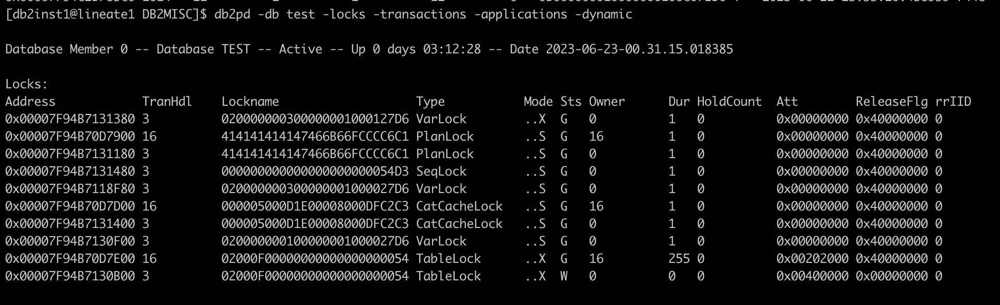 [db2inst1@lineate1 DB2MISC]$ db2pd -db test -locks -transactions -applications -dynamic
Database Member 0 -- Database TEST -- Active -- Up 0 days 03:12:28 -- Date 2023-06-23-00.31.15.018385
Locks:
Address TranHdl Lockname Type Mode Sts Owner Dur HoldCount Att ReleaseFlg rrIID
0x00007F94B7131380 3 02000000030000000001000127D6 VarLock ..X G 0 1 0 0x00000000 0x40000000 0
0x00007F94B70D7900 16 414141414147466B66FCCCC6C1 PlanLock ..S G 16 1 0 0x00000000 0x40000000 0
0x00007F94B7131180 3 414141414147466B66FCCCC6C1 PlanLock ..S G 0 1 0 0x00000000 0x40000000 0
0x00007F94B7131480 3 000000000000000000000054D3 SeqLock ..S G 0 1 0 0x00000000 0x40000000 0
0x00007F94B7118F80 3 020000000300000001000027D6 VarLock ..S G 0 1 0 0x00000000 0x40000000 0
0x00007F94B70D7D00 16 000005000D1E00008000DFC2C3 CatCacheLock ..S G 16 1 0 0x00000000 0x40000000 0
0x00007F94B7131400 3 000005000D1E00008000DFC2C3 CatCacheLock ..S G 0 1 0 0x00000000 0x40000000 0
0x00007F94B7130F00 3 020000000100000001000027D6 VarLock ..S G 0 1 0 0x00000000 0x40000000 0
0x00007F94B70D7E00 16 02000F00000000000000000054 TableLock ..X G 16 255 0 0x00202000 0x40000000 0
0x00007F94B7130B00 3 02000F00000000000000000054 TableLock ..X W 0 0 0 0x00400000 0x00000000 0